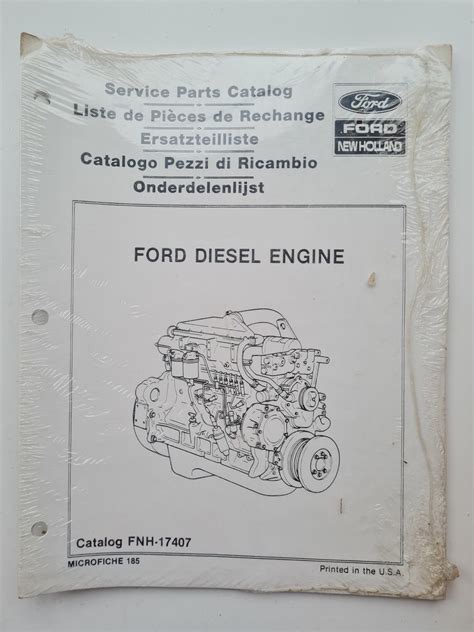 Service Parts Catalog
Liste de Pièces de Rechange
Ersatzteilliste
Catalogo Pezzi di Ricambio
Onderdelenlijst
Ford
FORD
NEW HOLLAND
FORD DIESEL ENGINE
Catalog FNH-17407
MICROFICHE 185
Printed in the U.S.A.